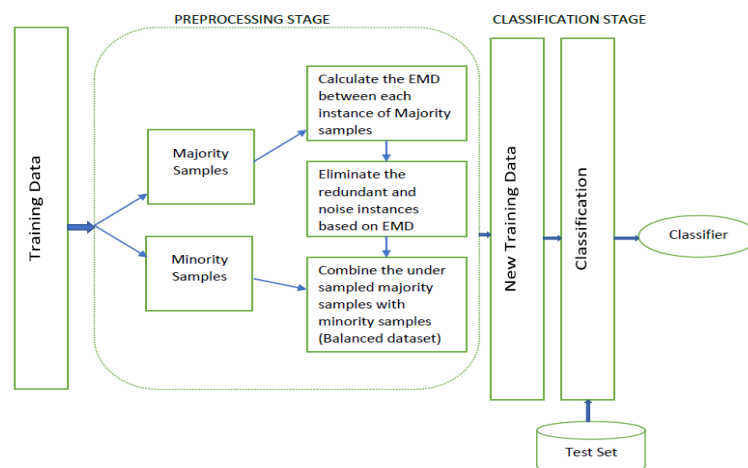 PREPROCESSING STAGE
CLASSIFICATION STAGE
Training Data
Majority
Samples
Minority
Samples
Calculate the EMD
between each
instance of Majority
samples
Eliminate the
redundant and
noise instances
based on EMD
Combine the under
sampled majority
samples with
minority samples
(Balanced dataset)
New Training Data
Classification
Classifier
Test Set